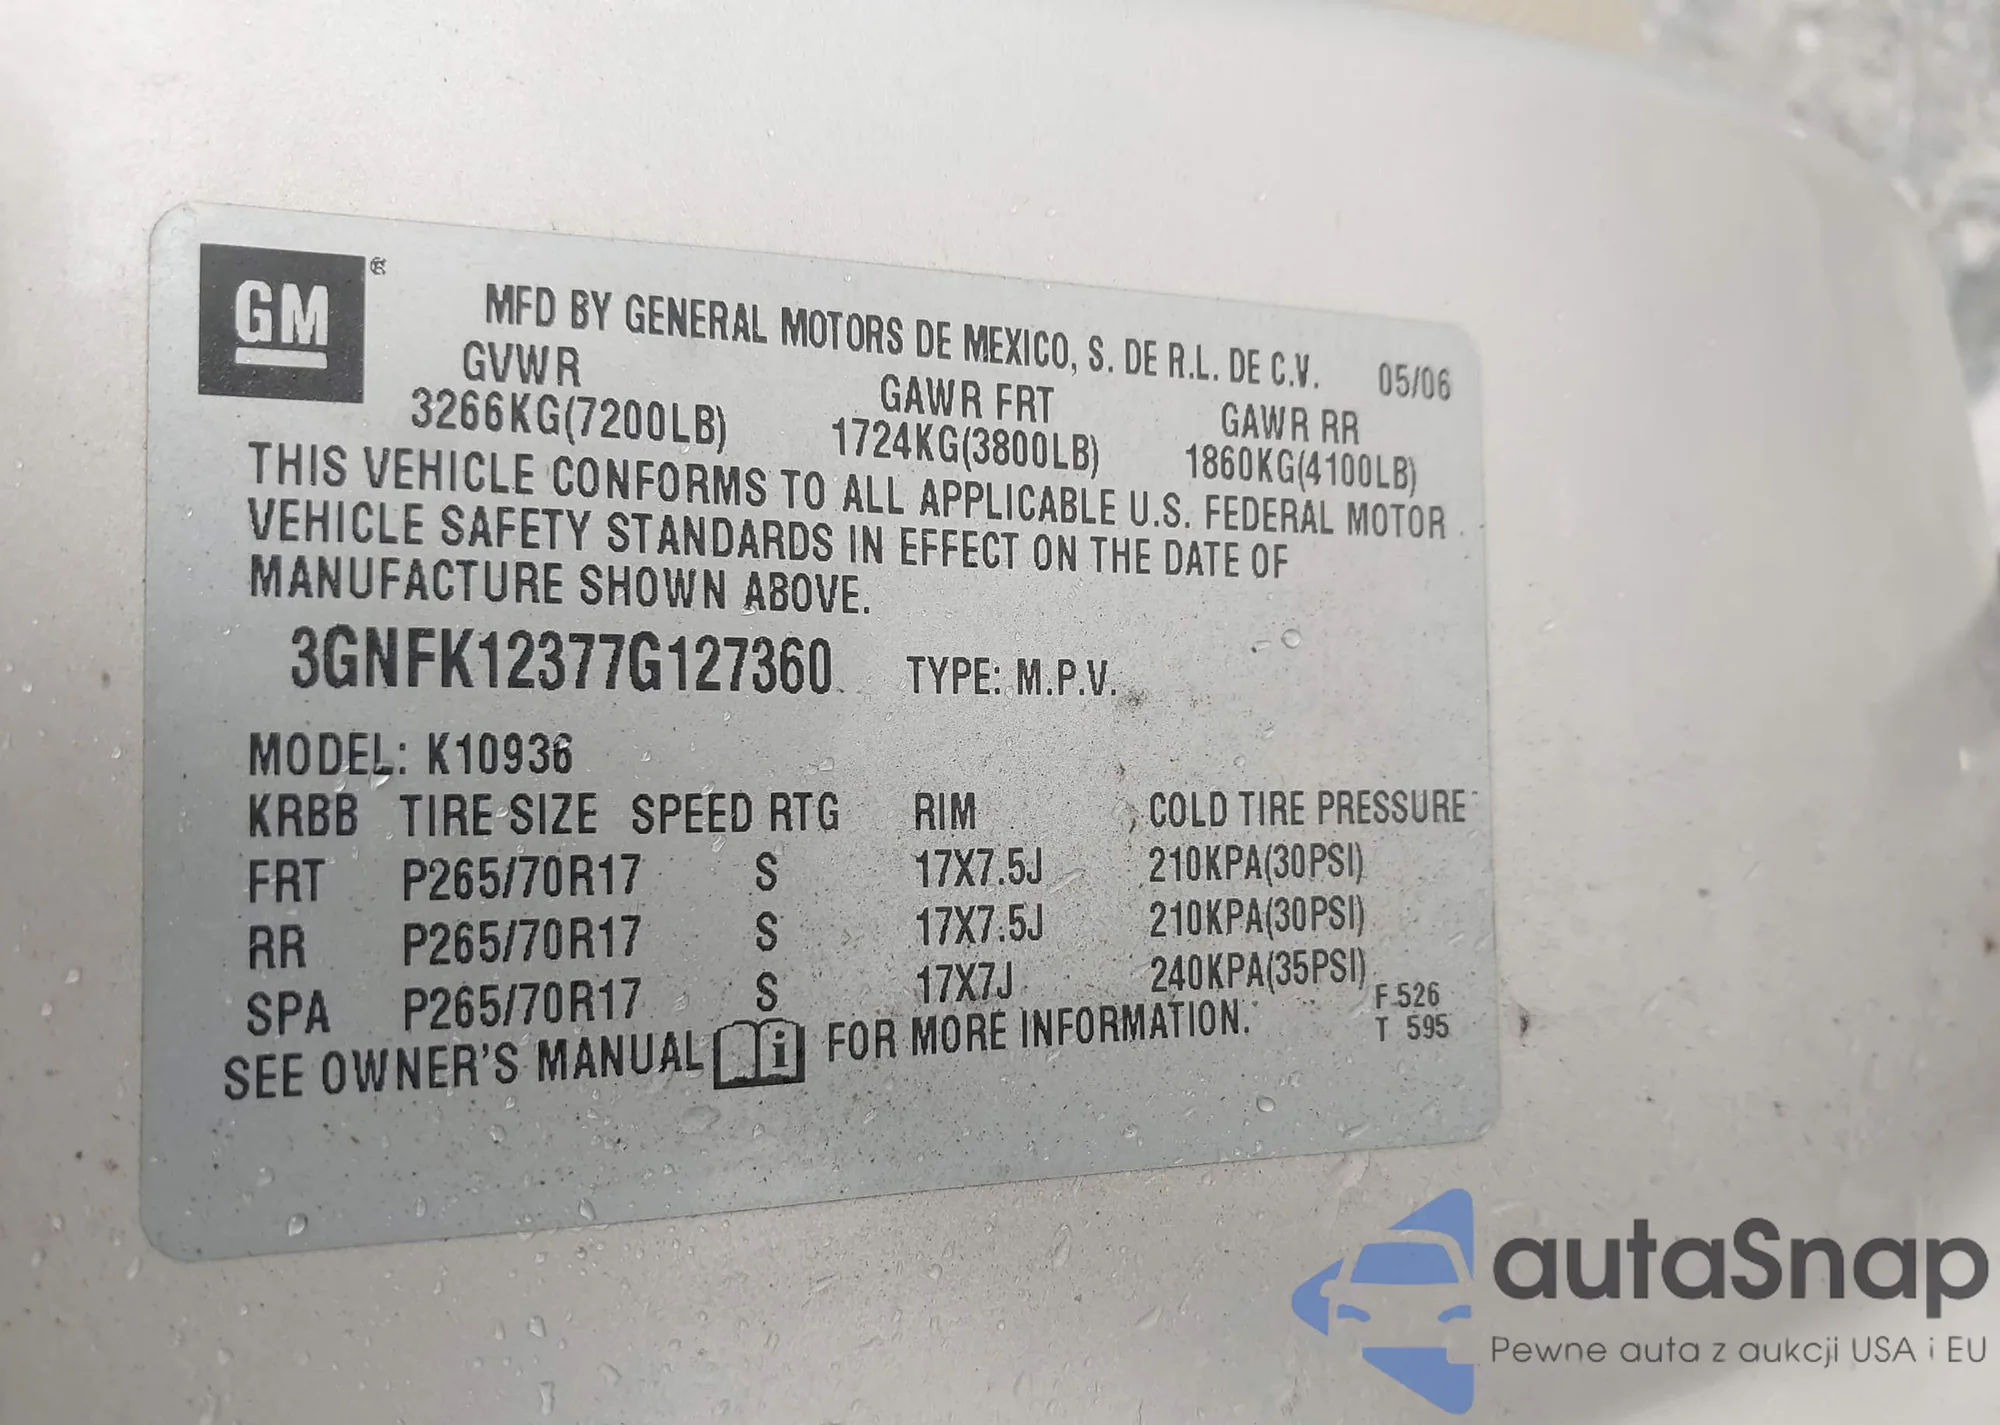 GM
MFD BY GENERAL MOTORS DE MEXICO, S. DE R.L. DE C.V. 05/06
GVWR GAWR FRT GAWR RR
3266KG(7200LB) 1724KG(3800LB) 1860KG(4100LB)
THIS VEHICLE CONFORMS TO ALL APPLICABLE U.S. FEDERAL MOTOR
VEHICLE SAFETY STANDARDS IN EFFECT ON THE DATE OF
MANUFACTURE SHOWN ABOVE.
3GNFK12377G127360 TYPE: M.P.V.
MODEL: K10936
KRBB TIRE SIZE SPEED RTG RIM COLD TIRE PRESSURE
FRT P265/70R17 S 17X7.5J 210KPA(30PSI)
RR P265/70R17 S 17X7.5J 210KPA(30PSI)
SPA P265/70R17 S 17X7J 240KPA(35PSI)
SEE OWNER'S MANUAL i FOR MORE INFORMATION.
F 526
T 595
autaSnap
Pewne auta z aukcji USA i EU